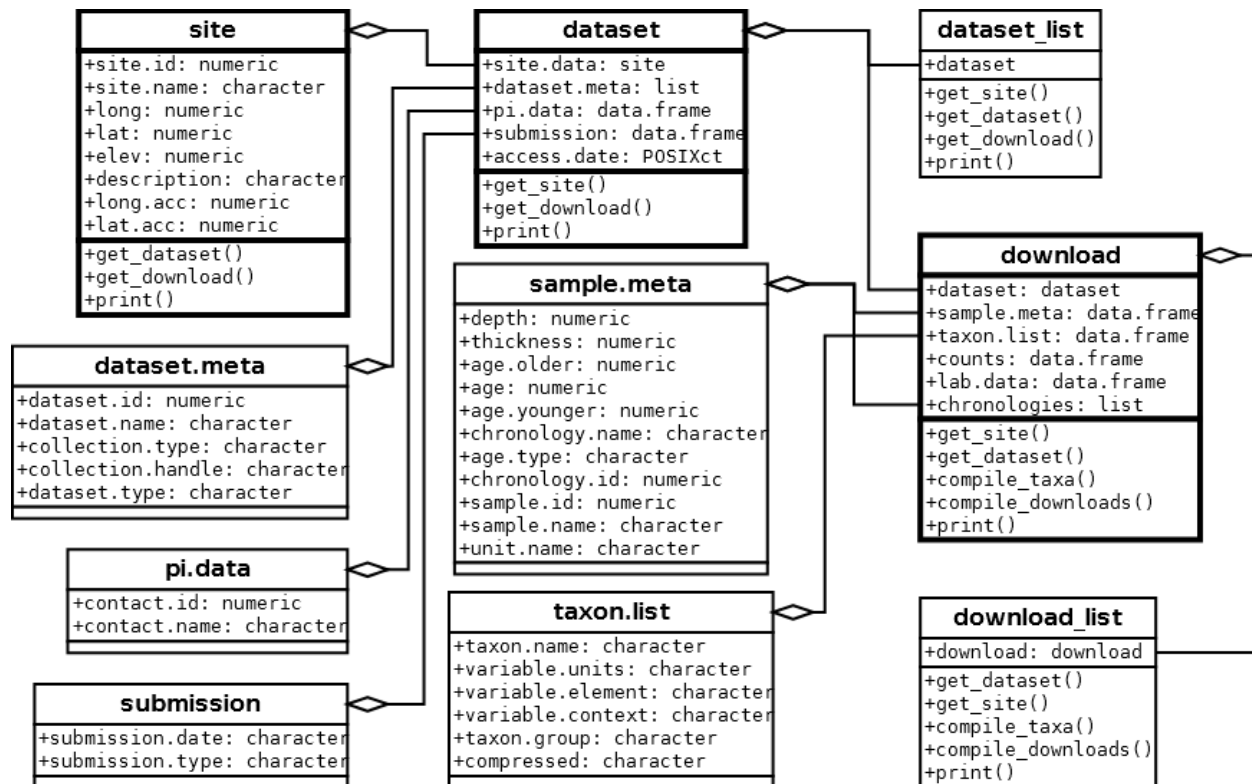 site
+site.id: numeric
+site.name: character
+long: numeric
+lat: numeric
+elev: numeric
+description: character
+long.acc: numeric
+lat.acc: numeric
+get_dataset()
+get_download()
+print()
dataset.meta
+dataset.id: numeric
+dataset.name: character
+collection.type: character
+collection.handle: character
+dataset.type: character
pi.data
+contact.id: numeric
+contact.name: character
submission
+submission.date: character
+submission.type: character
dataset
+site.data: site
+dataset.meta: list
+pi.data: data.frame
+submission: data.frame
+access.date: POSIXct
+get_site()
+get_download()
+print()
sample.meta
+depth: numeric
+thickness: numeric
+age.older: numeric
+age: numeric
+age.younger: numeric
+chronology.name: character
+age.type: character
+chronology.id: numeric
+sample.id: numeric
+sample.name: character
+unit.name: character
taxon.list
+taxon.name: character
+variable.units: character
+variable.element: character
+variable.context: character
+taxon.group: character
+compressed: character
dataset_list
+dataset
+get_site()
+get_dataset()
+get_download()
+print()
download
+dataset: dataset
+sample.meta: data.frame
+taxon.list: data.frame
+counts: data.frame
+lab.data: data.frame
+chronologies: list
+get_site()
+get_dataset()
+compile_taxa()
+compile_downloads()
+print()
download_list
+download: download
+get_dataset()
+get_site()
+compile_taxa()
+compile_downloads()
+print()